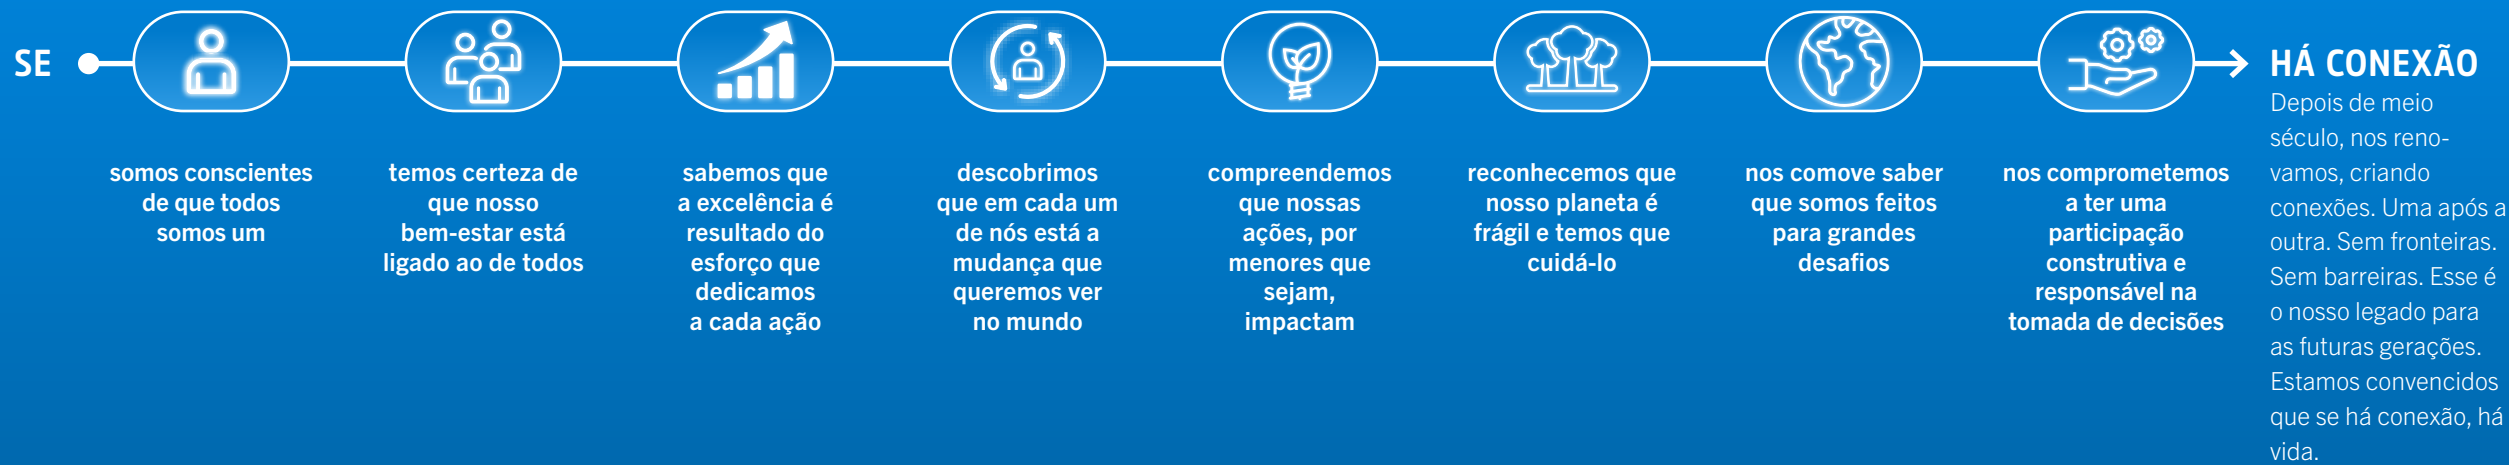 SE
somos conscientes
de que todos
somos um
temos certeza de
que nosso
bem-estar está
ligado ao de todos
sabemos que
a excelência é
resultado do
esforço que
dedicamos
a cada ação
descobrimos
que em cada um
de nós está a
mudança que
queremos ver
no mundo
compreendemos
que nossas
ações, por
menores que
sejam,
impactam
reconhecemos que
nosso planeta é
frágil e temos que
cuidá-lo
nos comove saber
que somos feitos
para grandes
desafios
nos comprometemos
a ter uma
participação
construtiva e
responsável na
tomada de decisões
HÁ CONEXÃO
Depois de meio
século, nos reno-
vamos, criando
conexões. Uma após a
outra. Sem fronteiras.
Sem barreiras. Esse é
o nosso legado para
as futuras gerações.
Estamos convencidos
que se há conexão, há
vida.